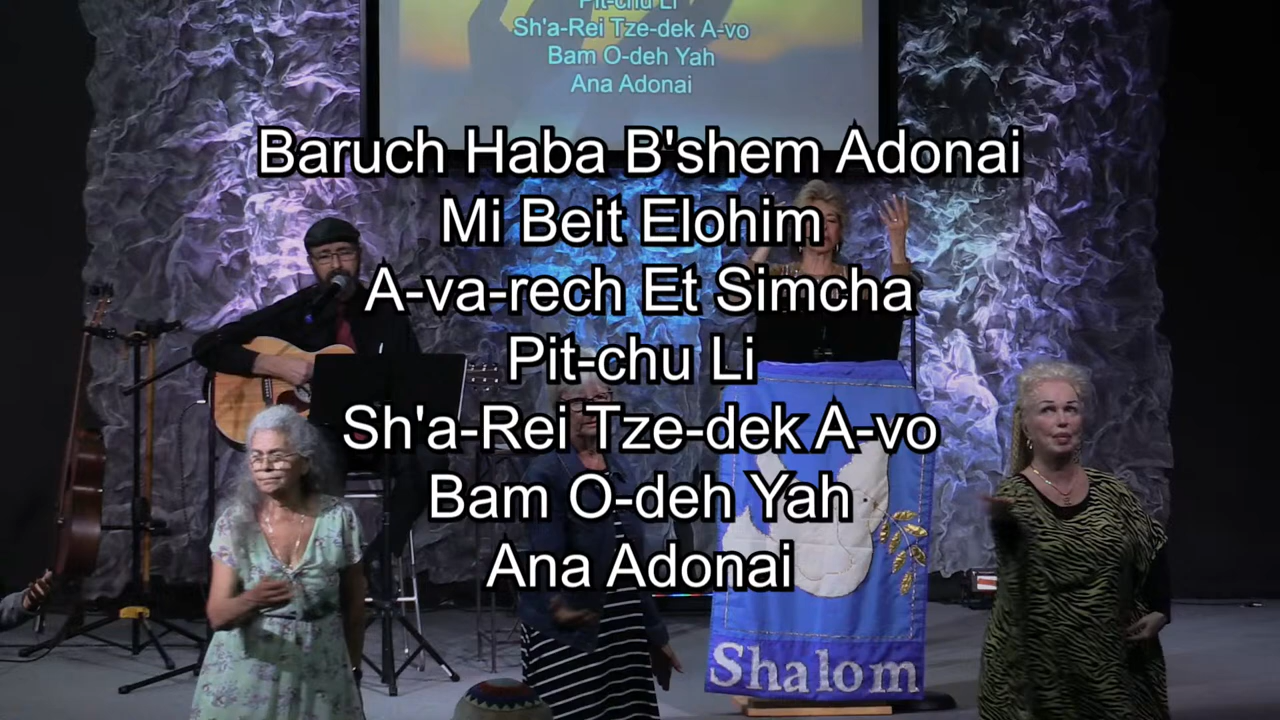 Pit-chu Li
Sh'a-Rei Tze-dek A-vo
Bam O-deh Yah
Ana Adonai
Baruch Haba B'shem Adonai
Mi Beit Elohim
A-va-rech Et Simcha
Pit-chu Li
Sh'a-Rei Tze-dek A-vo
Bam O-deh Yah
Ana Adonai
Shalom